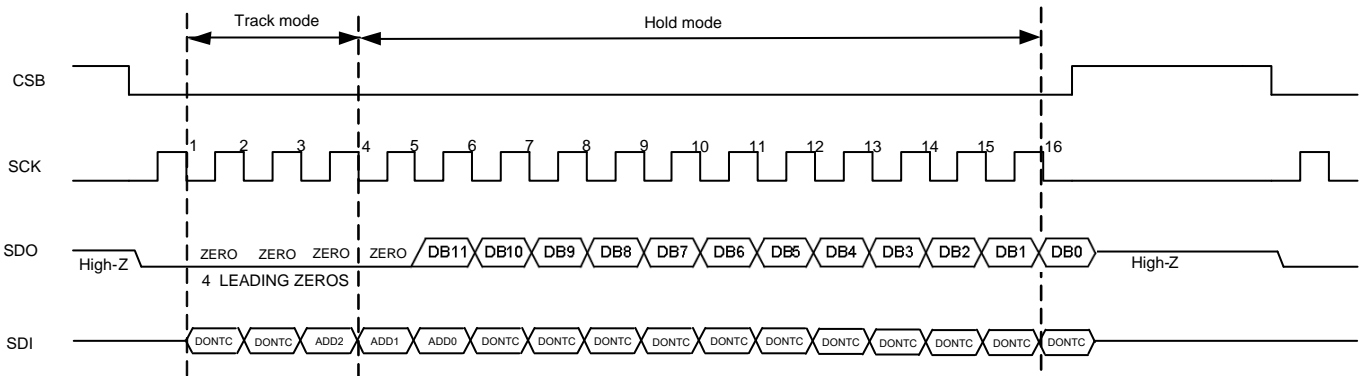 Track mode Hold mode
CSB
SCK 1 2 3 4 5 6 7 8 9 10 11 12 13 14 15 16
SDO High-Z ZERO ZERO ZERO ZERO DB11 DB10 DB9 DB8 DB7 DB6 DB5 DB4 DB3 DB2 DB1 DB0 High-Z
4 LEADING ZEROS
SDI DONTC DONTC ADD2 ADD1 ADD0 DONTC DONTC DONTC DONTC DONTC DONTC DONTC DONTC DONTC DONTC DONTC